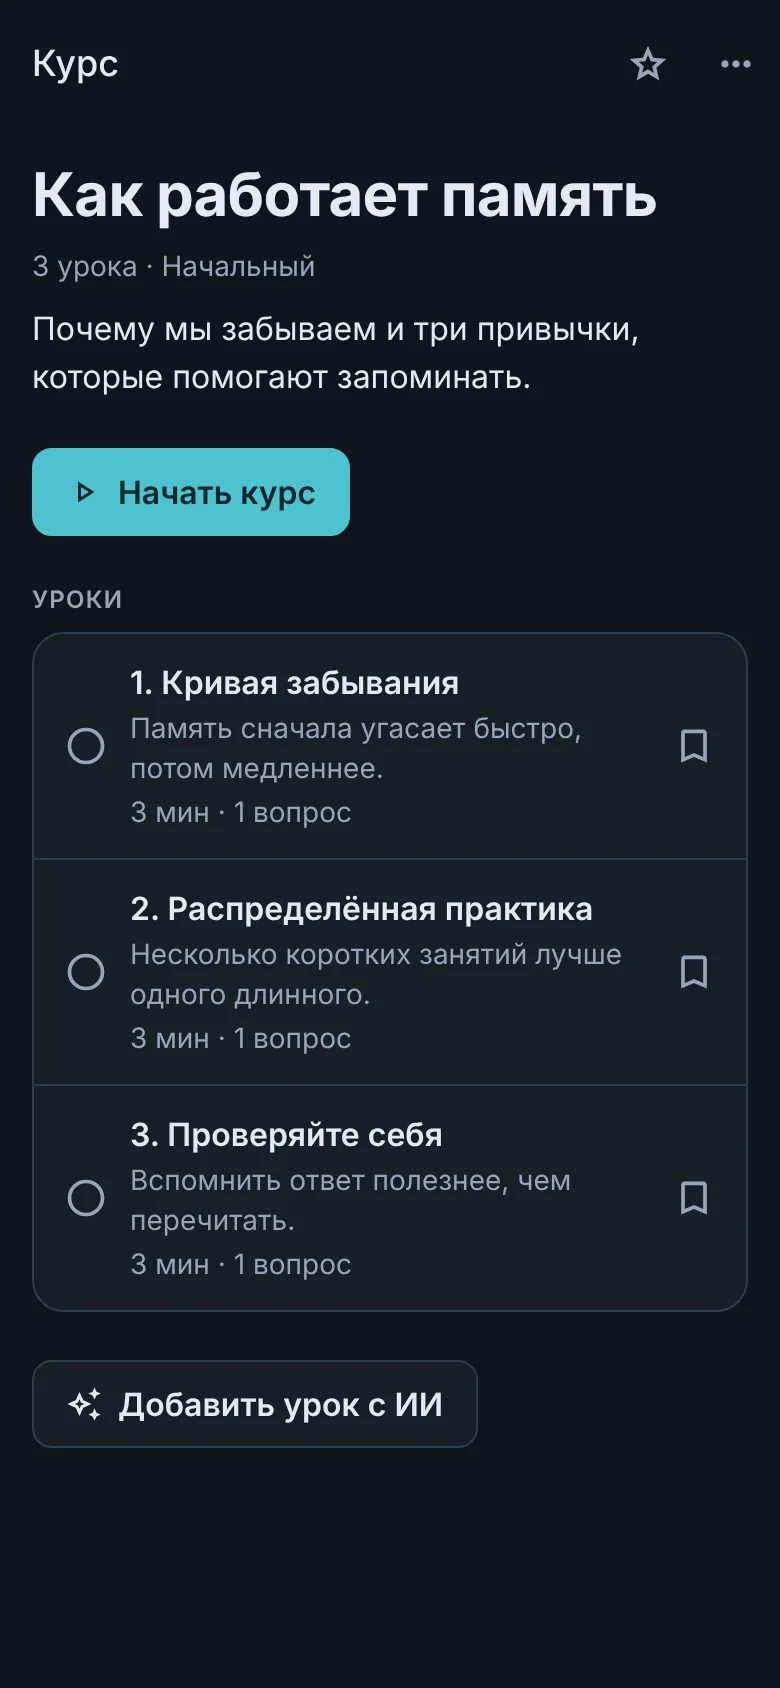 Курс
Как работает память
3 урока · Начальный
Почему мы забываем и три привычки,
которые помогают запоминать.
Начать курс
УРОКИ
1. Кривая забывания
Память сначала угасает быстро,
потом медленнее.
3 мин · 1 вопрос
2. Распределённая практика
Несколько коротких занятий лучше
одного длинного.
3 мин · 1 вопрос
3. Проверяйте себя
Вспомнить ответ полезнее, чем
перечитать.
3 мин · 1 вопрос
Добавить урок с ИИ